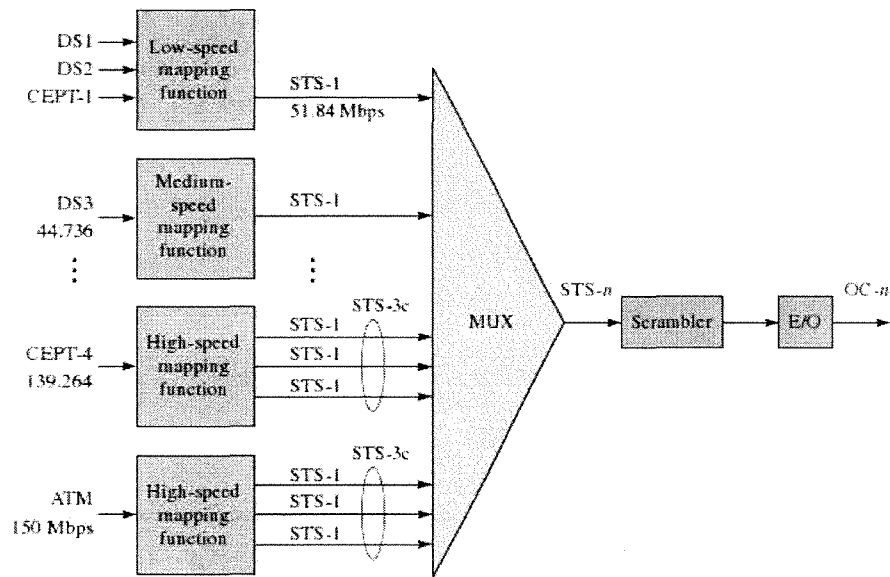 DS1
DS2
CEPT-1
Low-speed
mapping
function
STS-1
51.84 Mbps
DS3
44.736
Medium-
speed
mapping
function
STS-1
CEPT-4
139.264
High-speed
mapping
function
STS-3c
STS-1
STS-1
STS-1
ATM
150 Mbps
High-speed
mapping
function
STS-3c
STS-1
STS-1
STS-1
MUX
STS-n
Scrambler
E/O
OC-n